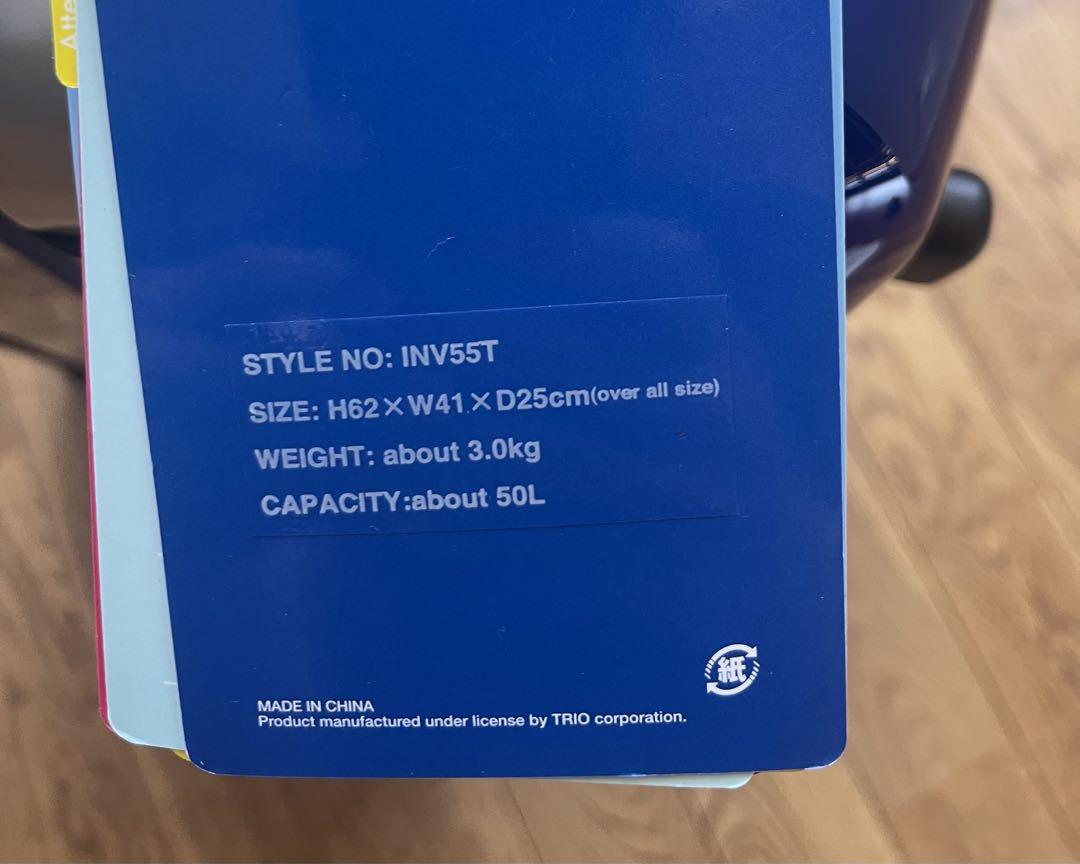 Atte
STYLE NO: INV55T
SIZE: H62×W41×D25cm(over all size)
WEIGHT: about 3.0kg
CAPACITY:about 50L
紙
MADE IN CHINA
Product manufactured under license by TRIO corporation.